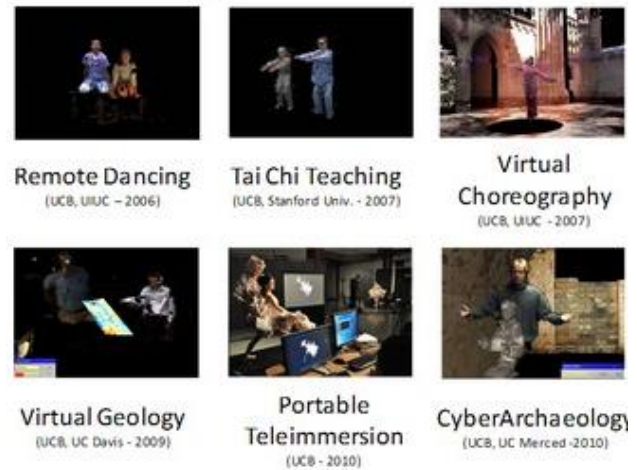 Remote Dancing
(UCB, UIUC – 2006)
Tai Chi Teaching
(UCB, Stanford Univ. - 2007)
Virtual
Choreography
(UCB, UIUC - 2007)
Virtual Geology
(UCB, UC Davis - 2009)
Portable
Teleimmersion
(UCB - 2010)
CyberArchaeology
(UCB, UC Merced -2010)